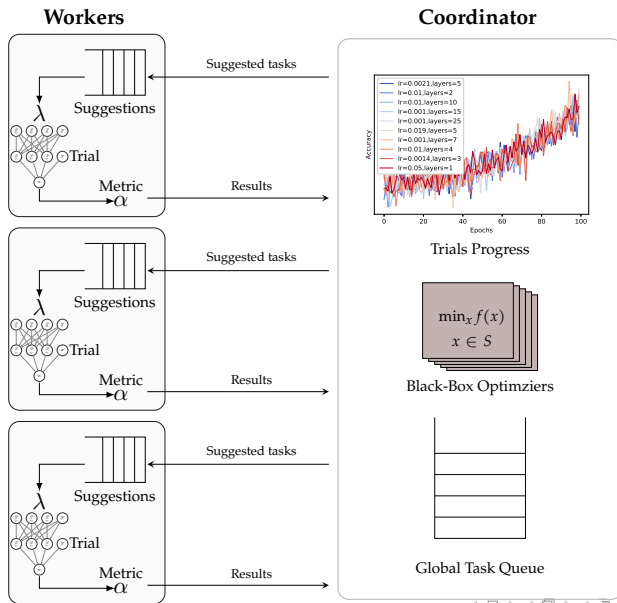 Workers
Coordinator
Suggestions
λ
Trial
Metric
α
Suggested tasks
Results
Suggestions
λ
Trial
Metric
α
Suggested tasks
Results
Suggestions
λ
Trial
Metric
α
Suggested tasks
Results
lr=0.0021,layers=5
lr=0.01,layers=2
lr=0.01,layers=10
lr=0.001,layers=15
lr=0.001,layers=25
lr=0.019,layers=5
lr=0.001,layers=7
lr=0.01,layers=4
lr=0.0014,layers=3
lr=0.05,layers=1
Accuracy
0 20 40 60 80 100
Epochs
Trials Progress
min_x f(x)
x ∈ S
Black-Box Optimziers
Global Task Queue